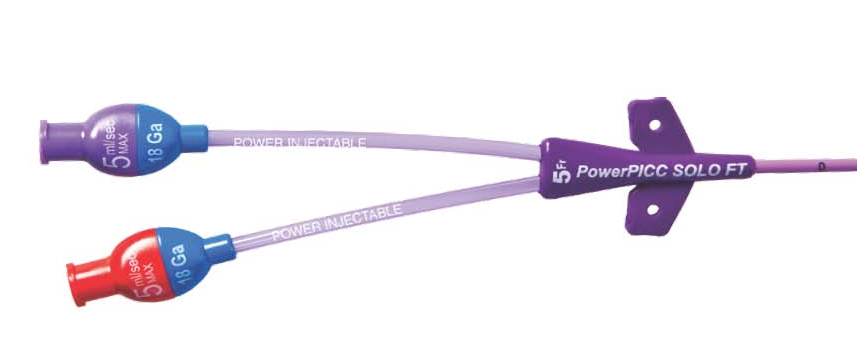 5 ml/sec MAX
18 Ga
POWER INJECTABLE
5 Fr
PowerPICC SOLO FT
0
POWER INJECTABLE
5 ml/sec MAX
18 Ga